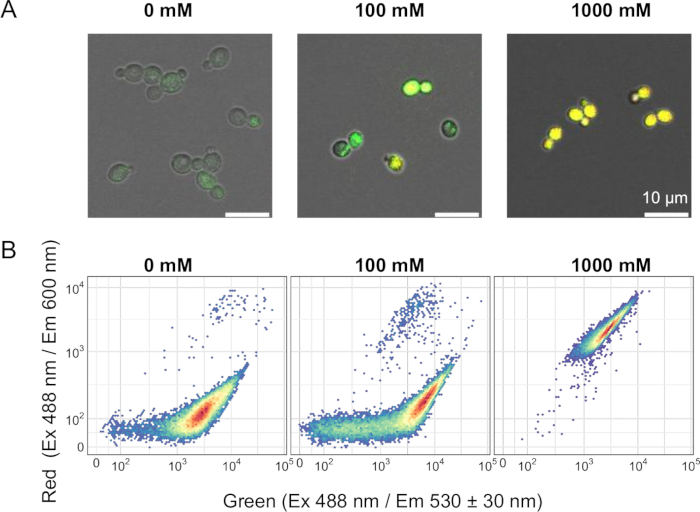 A
0 mM
100 mM
1000 mM
10 µm
B
0 mM
100 mM
1000 mM
Red (Ex 488 nm / Em 600 nm)
10⁴
10³
10²
0
0 10² 10³ 10⁴ 10⁵
0 10² 10³ 10⁴ 10⁵
0 10² 10³ 10⁴ 10⁵
Green (Ex 488 nm / Em 530 ± 30 nm)